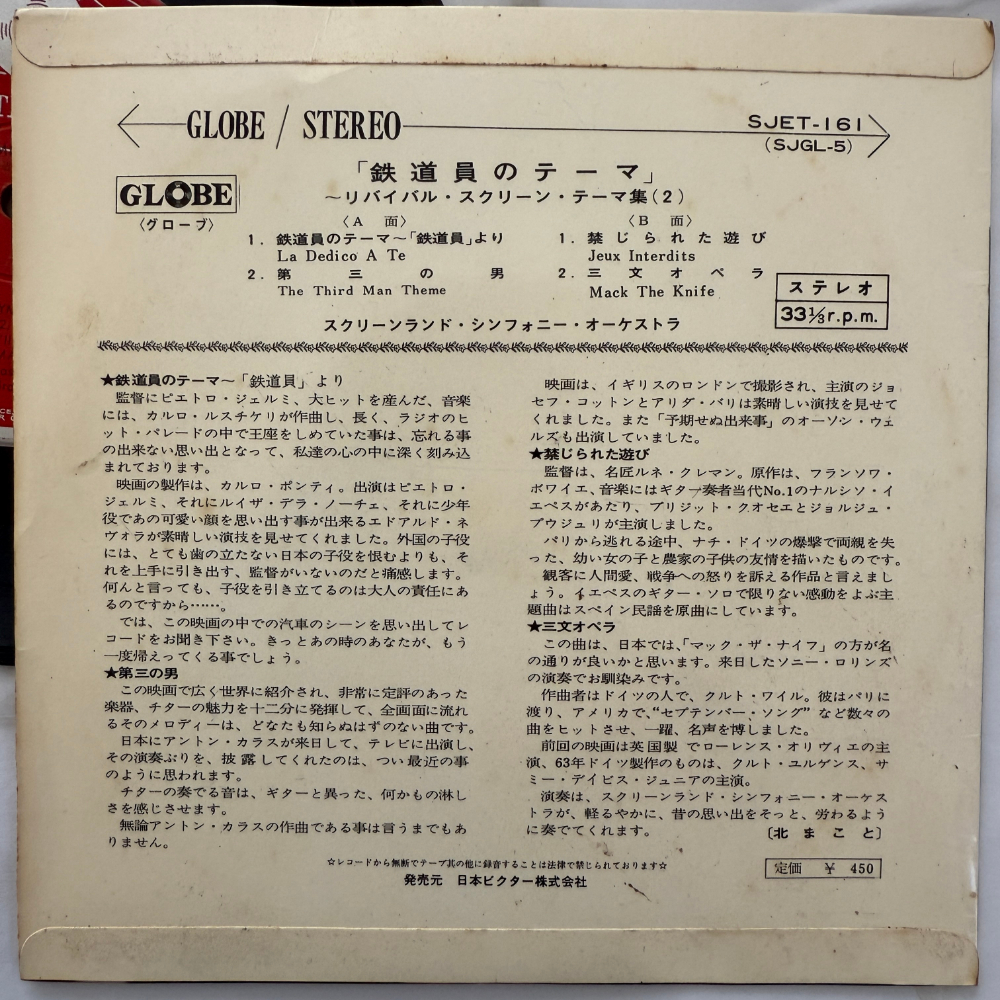 GLOBE / STEREO
SJET-161
(SJGL-5)
「鉄道員のテーマ」
～リバイバル・スクリーン・テーマ集(2)
GLOBE
〈グローブ〉
〈A 面〉
1. 鉄道員のテーマ～「鉄道員」より
La Dedico A Te
2. 第三の男
The Third Man Theme
〈B 面〉
1. 禁じられた遊び
Jeux Interdits
2. 三文オペラ
Mack The Knife
ステレオ
33⅓r.p.m.
スクリーンランド・シンフォニー・オーケストラ
★鉄道員のテーマ～「鉄道員」より
監督にピエトロ・ジェルミ、大ヒットを産んだ、音楽
には、カルロ・ルスチケリが作曲し、長く、ラジオのヒ
ット・パレードの中で王座をしめていた事は、忘れる事
の出来ない思い出となって、私達の心の中に深く刻み込
まれております。
映画の製作は、カルロ・ポンティ。出演はピエトロ・
ジェルミ、それにルイザ・デラ・ノーチェ、それに少年
役であの可愛い顔を思い出す事が出来るエドアルド・ネ
ヴォラが素晴しい演技を見せてくれました。外国の子役
には、とても歯の立たない日本の子役を恨むよりも、そ
れを上手に引き出す、監督がいないのだと痛感します。
何んと言っても、子役を引き立てるのは大人の責任にあ
るのですから……。
では、この映画の中での汽車のシーンを思い出してレ
コードをお聞き下さい。きっとあの時のあなたが、もう
一度帰えってくる事でしょう。
★第三の男
この映画で広く世界に紹介され、非常に定評のあった
楽器、チターの魅力を十二分に発揮して、全画面に流れ
るそのメロディーは、どなたも知らぬはずのない曲です。
日本にアントン・カラスが来日して、テレビに出演し、
その演奏ぶりを、披露してくれたのは、つい最近の事
のように思われます。
チターの奏でる音は、ギターと異った、何かもの淋し
さを感じさせます。
無論アントン・カラスの作曲である事は言うまでもあ
りません。
映画は、イギリスのロンドンで撮影され、主演のジョ
セフ・コットンとアリダ・バリは素晴しい演技を見せて
くれました。また「予期せぬ出来事」のオーソン・ウェ
ルズも出演していました。
★禁じられた遊び
監督は、名匠ルネ・クレマン。原作は、フランソワ・
ボワイエ、音楽にはギター奏者当代No.1のナルシソ・イ
エペスがあたり、ブリジット・クオセエとジョルジュ・
プウジュリが主演しました。
パリから逃れる途中、ナチ・ドイツの爆撃で両親を失
った、幼い女の子と農家の子供の友情を描いたものです。
観客に人間愛、戦争への怒りを訴える作品と言えまし
ょう。イエペスのギター・ソロで限りない感動をよぶ主
題曲はスペイン民謡を原曲にしています。
★三文オペラ
この曲は、日本では、「マック・ザ・ナイフ」の方が名
の通りが良いかと思います。来日したソニー・ロリンズ
の演奏でお馴染みです。
作曲者はドイツの人で、クルト・ワイル。彼はパリに
渡り、アメリカで、“セプテンバー・ソング”など数々の
曲をヒットさせ、一躍、名声を博しました。
前回の映画は英国製でローレンス・オリヴィエの主
演、63年ドイツ製作のものは、クルト・ユルゲンス、サ
ミー・デイビス・ジュニアの主演。
演奏は、スクリーンランド・シンフォニー・オーケス
トラが、軽るやかに、昔の思い出をそっと、労わるよう
に奏でてくれます。〔北まこと〕
☆レコードから無断でテープ其の他に録音することは法律で禁じられております☆
発売元 日本ビクター株式会社
定価 ¥ 450